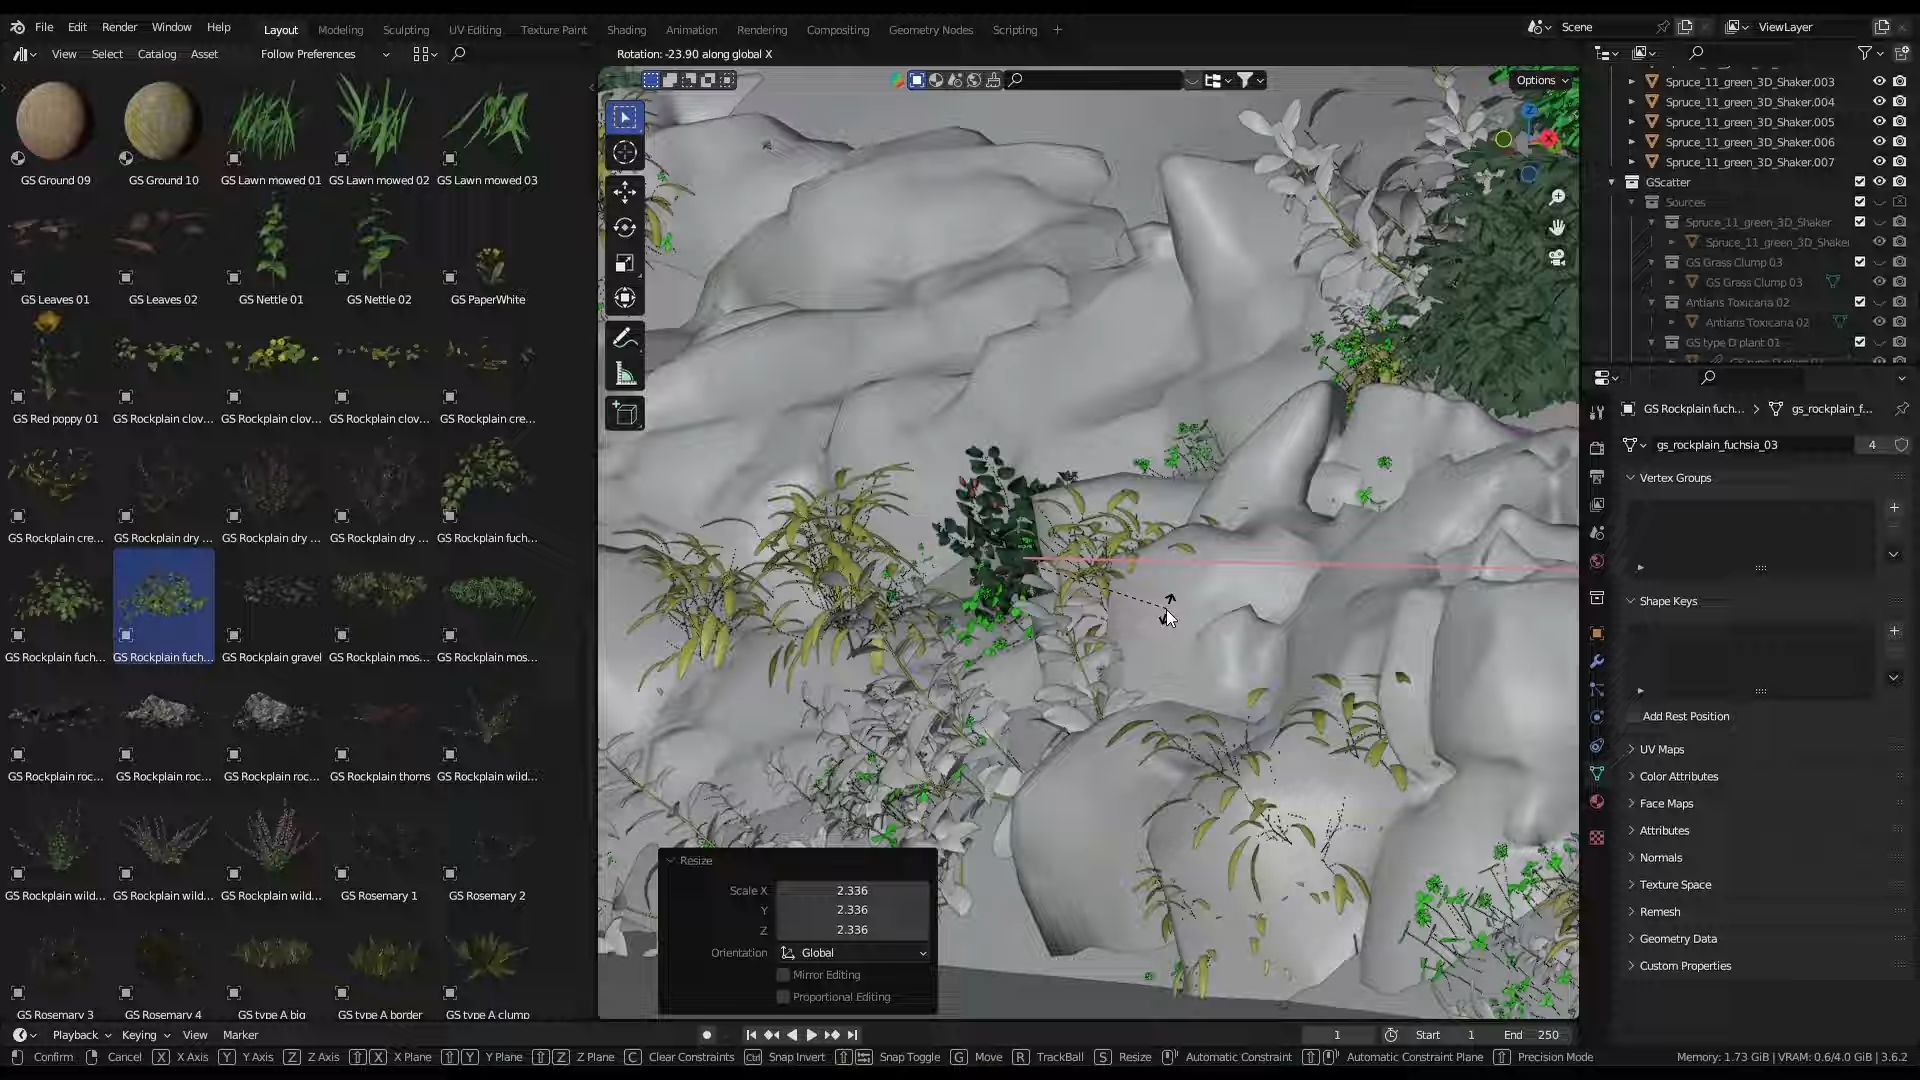 File Edit Render Window Help Layout Modeling Sculpting UV Editing Texture Paint Shading Animation Rendering Compositing Geometry Nodes Scripting + Scene ViewLayer
View Select Catalog Asset Follow Preferences Rotation: -23.90 along global X
Options
GS Ground 09 GS Ground 10 GS Lawn mowed 01 GS Lawn mowed 02 GS Lawn mowed 03
GS Leaves 01 GS Leaves 02 GS Nettle 01 GS Nettle 02 GS PaperWhite
GS Red poppy 01 GS Rockplain clov... GS Rockplain clov... GS Rockplain clov... GS Rockplain cre...
GS Rockplain cre... GS Rockplain dry ... GS Rockplain dry ... GS Rockplain dry ... GS Rockplain fuch...
GS Rockplain fuch... GS Rockplain fuch... GS Rockplain gravel GS Rockplain mos... GS Rockplain mos...
GS Rockplain roc... GS Rockplain roc... GS Rockplain roc... GS Rockplain thorns GS Rockplain wild...
GS Rockplain wild... GS Rockplain wild... GS Rockplain wild... GS Rosemary 1 GS Rosemary 2
GS Rosemary 3 GS Rosemary 4 GS type A big GS type A border GS type A clump
Resize
Scale X 2.336
Y 2.336
Z 2.336
Orientation Global
Mirror Editing
Proportional Editing
Spruce_11_green_3D_Shaker.003
Spruce_11_green_3D_Shaker.004
Spruce_11_green_3D_Shaker.005
Spruce_11_green_3D_Shaker.006
Spruce_11_green_3D_Shaker.007
GScatter
Sources
Spruce_11_green_3D_Shaker
Spruce_11_green_3D_Shake
GS Grass Clump 03
GS Grass Clump 03
Antiaris Toxicaria 02
Antiaris Toxicaria 02
GS type D plant 01
GS Rockplain fuch... > gs_rockplain_f...
gs_rockplain_fuchsia_03 4
Vertex Groups
Shape Keys
Add Rest Position
UV Maps
Color Attributes
Face Maps
Attributes
Normals
Texture Space
Remesh
Geometry Data
Custom Properties
Playback Keying View Marker 1 Start 1 End 250
Confirm Cancel X X Axis Y Y Axis Z Z Axis X X Plane Y Y Plane Z Z Plane C Clear Constraints Ctrl Snap Invert Snap Toggle G Move R TrackBall S Resize Automatic Constraint Automatic Constraint Plane Precision Mode Memory: 1.73 GiB | VRAM: 0.6/4.0 GiB | 3.6.2